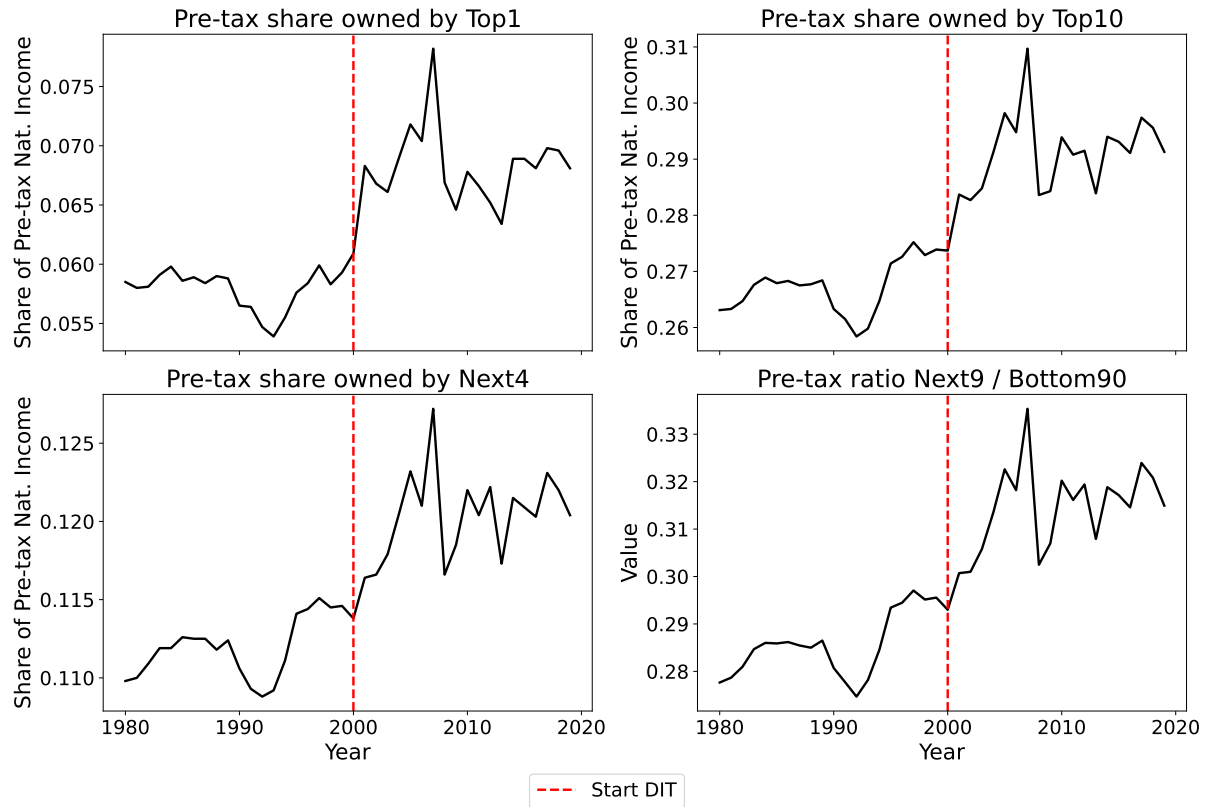 Pre-tax share owned by Top1
Share of Pre-tax Nat. Income
0.075
0.070
0.065
0.060
0.055
Pre-tax share owned by Top10
Share of Pre-tax Nat. Income
0.31
0.30
0.29
0.28
0.27
0.26
Pre-tax share owned by Next4
Share of Pre-tax Nat. Income
0.125
0.120
0.115
0.110
1980 1990 2000 2010 2020
Year
Pre-tax ratio Next9 / Bottom90
Value
0.33
0.32
0.31
0.30
0.29
0.28
1980 1990 2000 2010 2020
Year
Start DIT